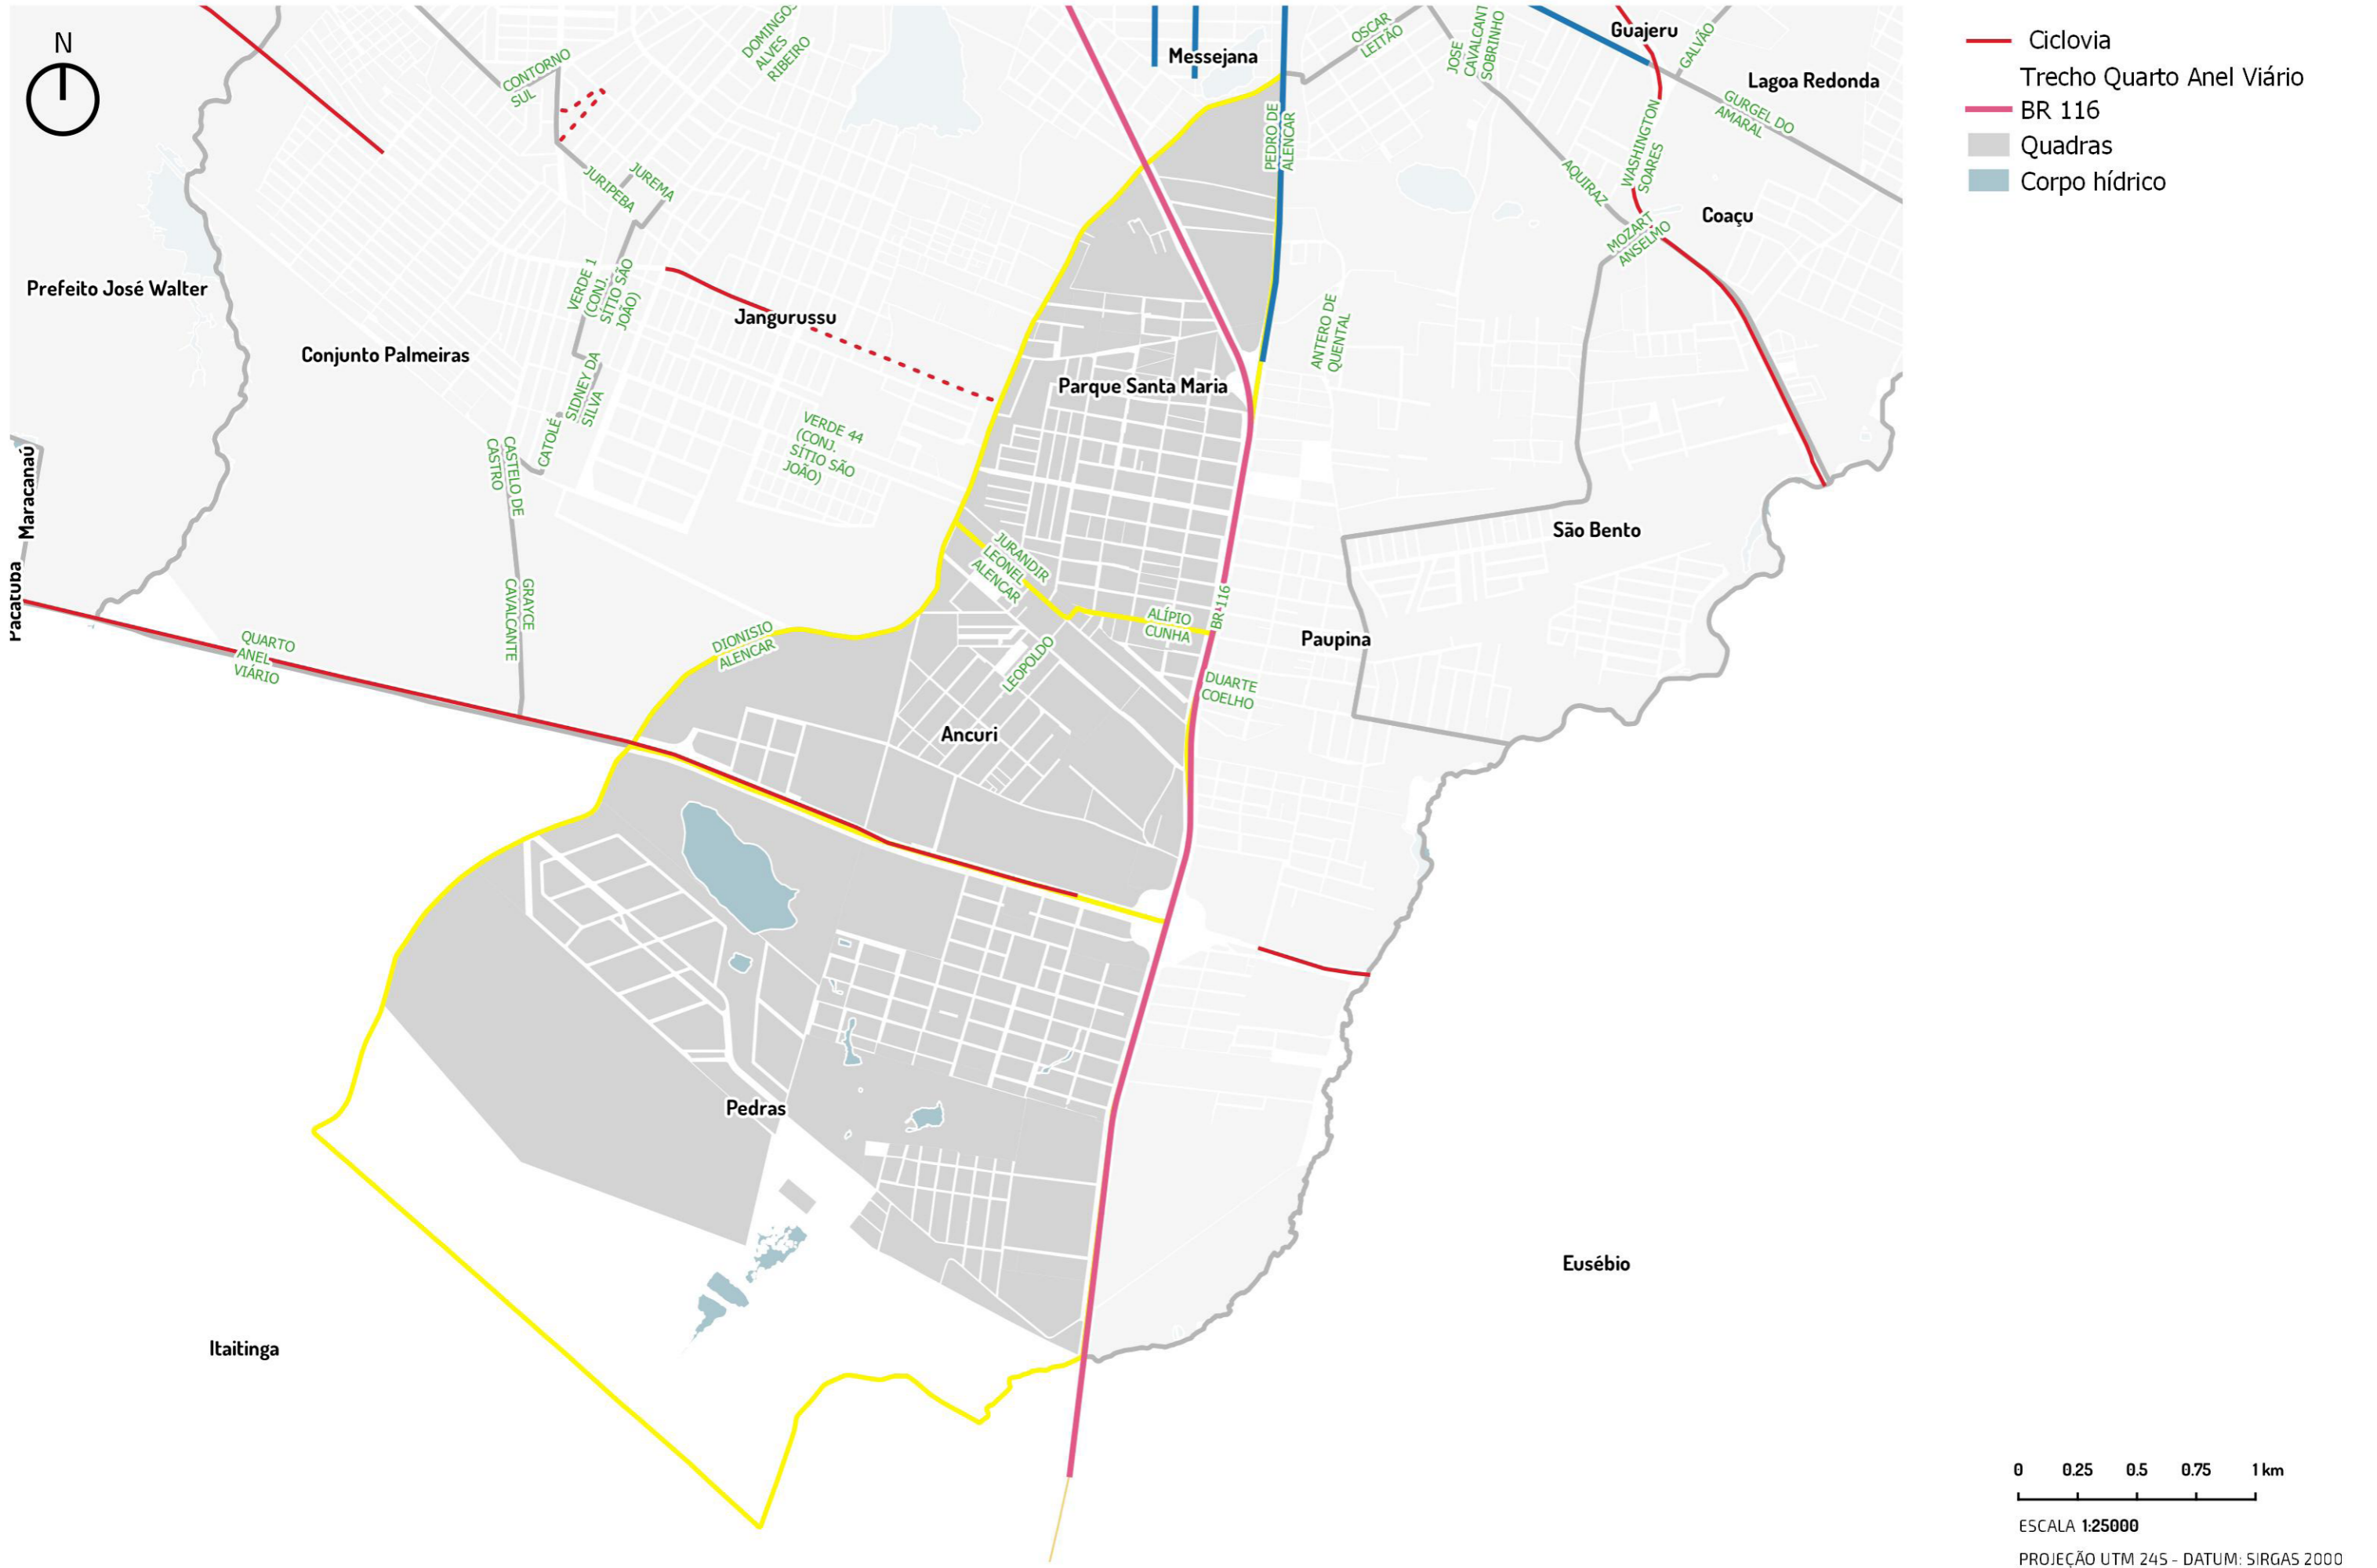 N
CONTORNO
SUL
DOMINGOS
ALVES
RIBEIRO
Messejana
OSCAR
LEITÃO
JOSE
CAVALCANT
SOBRINHO
Guajeru
GALVÃO
Lagoa Redonda
GURGEL DO
AMARAL
WASHINGTON
SOARES
PEDRO DE
ALENCAR
JUREMA
JURIPEBA
AQUIRAZ
MOZART
ANSELMO
Coaçu
Prefeito José Walter
VERDE 1
(CONJ.
SÍTIO SÃO
JOÃO)
Jangurussu
ANTERO DE
QUENTAL
Conjunto Palmeiras
Parque Santa Maria
SIDNEY DA
SILVA
CATOLÉ
VERDE 44
(CONJ.
SÍTIO SÃO
JOÃO)
CASTELO DE
CASTRO
Maracanaú
Pacatuba
São Bento
JURANDIR
LEONEL
ALENCAR
GRAYCE
CAVALCANTE
BR 116
ALÍPIO
CUNHA
Paupina
QUARTO
ANEL
VIÁRIO
DIONISIO
ALENCAR
LEOPOLDO
DUARTE
COELHO
Ancuri
Pedras
Eusébio
Itaitinga
Ciclovia
Trecho Quarto Anel Viário
BR 116
Quadras
Corpo hídrico
0 0.25 0.5 0.75 1 km
ESCALA 1:25000
PROJEÇÃO UTM 24S - DATUM: SIRGAS 2000